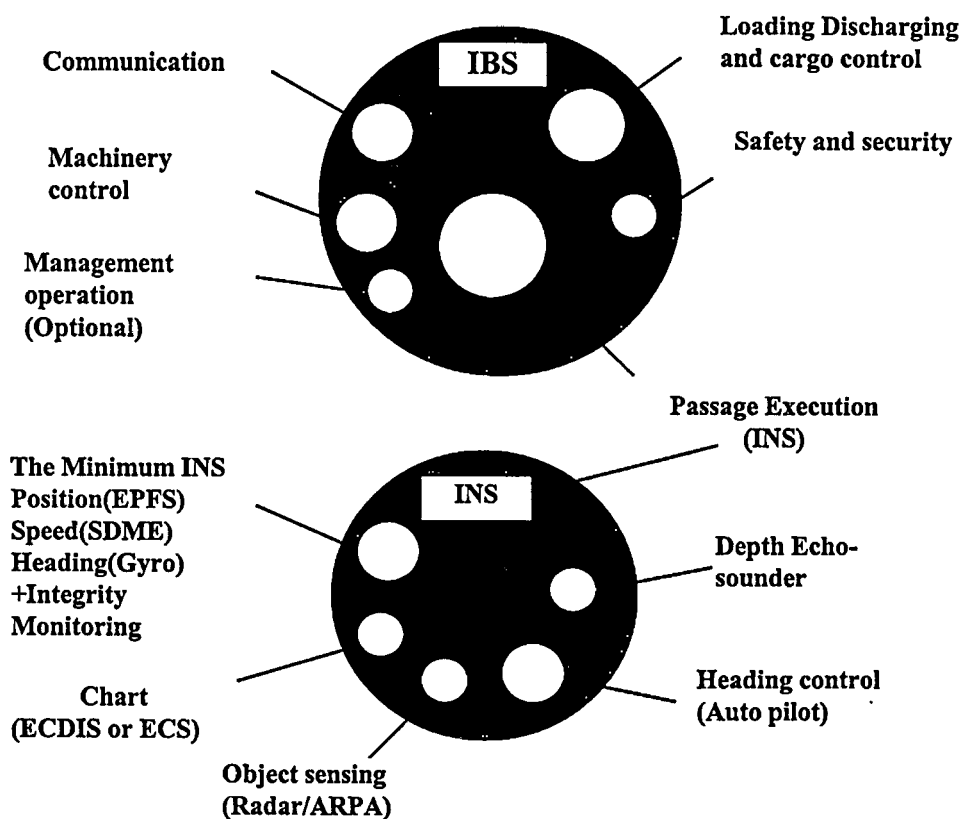 IBS
Communication
Loading Discharging
and cargo control
Machinery
control
Safety and security
Management
operation
(Optional)
Passage Execution
(INS)
INS
The Minimum INS
Position(EPFS)
Speed(SDME)
Heading(Gyro)
+Integrity
Monitoring
Depth Echo-
sounder
Chart
(ECDIS or ECS)
Heading control
(Auto pilot)
Object sensing
(Radar/ARPA)